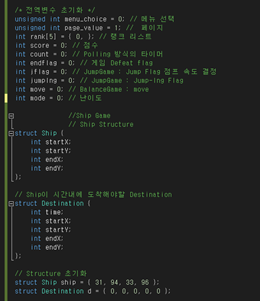 /* 전역변수 초기화 */
unsigned int menu_choice = 0; // 메뉴 선택
unsigned int page_value = 1; // 페이지
int rank[5] = { 0, }; // 랭크 리스트
int score = 0; // 점수
int count = 0; // Polling 방식의 타이머
int endflag = 0; // 게임 Defeat flag
int jflag = 0; // JumpGame : Jump Flag 점프 속도 결정
int jumping = 0; // JumpGame : Jump-ing Flag
int move = 0; // BalanceGame : move
int mode = 0; // 난이도
//Ship Game
// Ship Structure
struct Ship {
int startX;
int startY;
int endX;
int endY;
};
// Ship이 시간내에 도착해야할 Destination
struct Destination {
int time;
int startX;
int startY;
int endX;
int endY;
};
// Structure 초기화
struct Ship ship = { 31, 94, 33, 96 };
struct Destination d = { 0, 0, 0, 0, 0 };